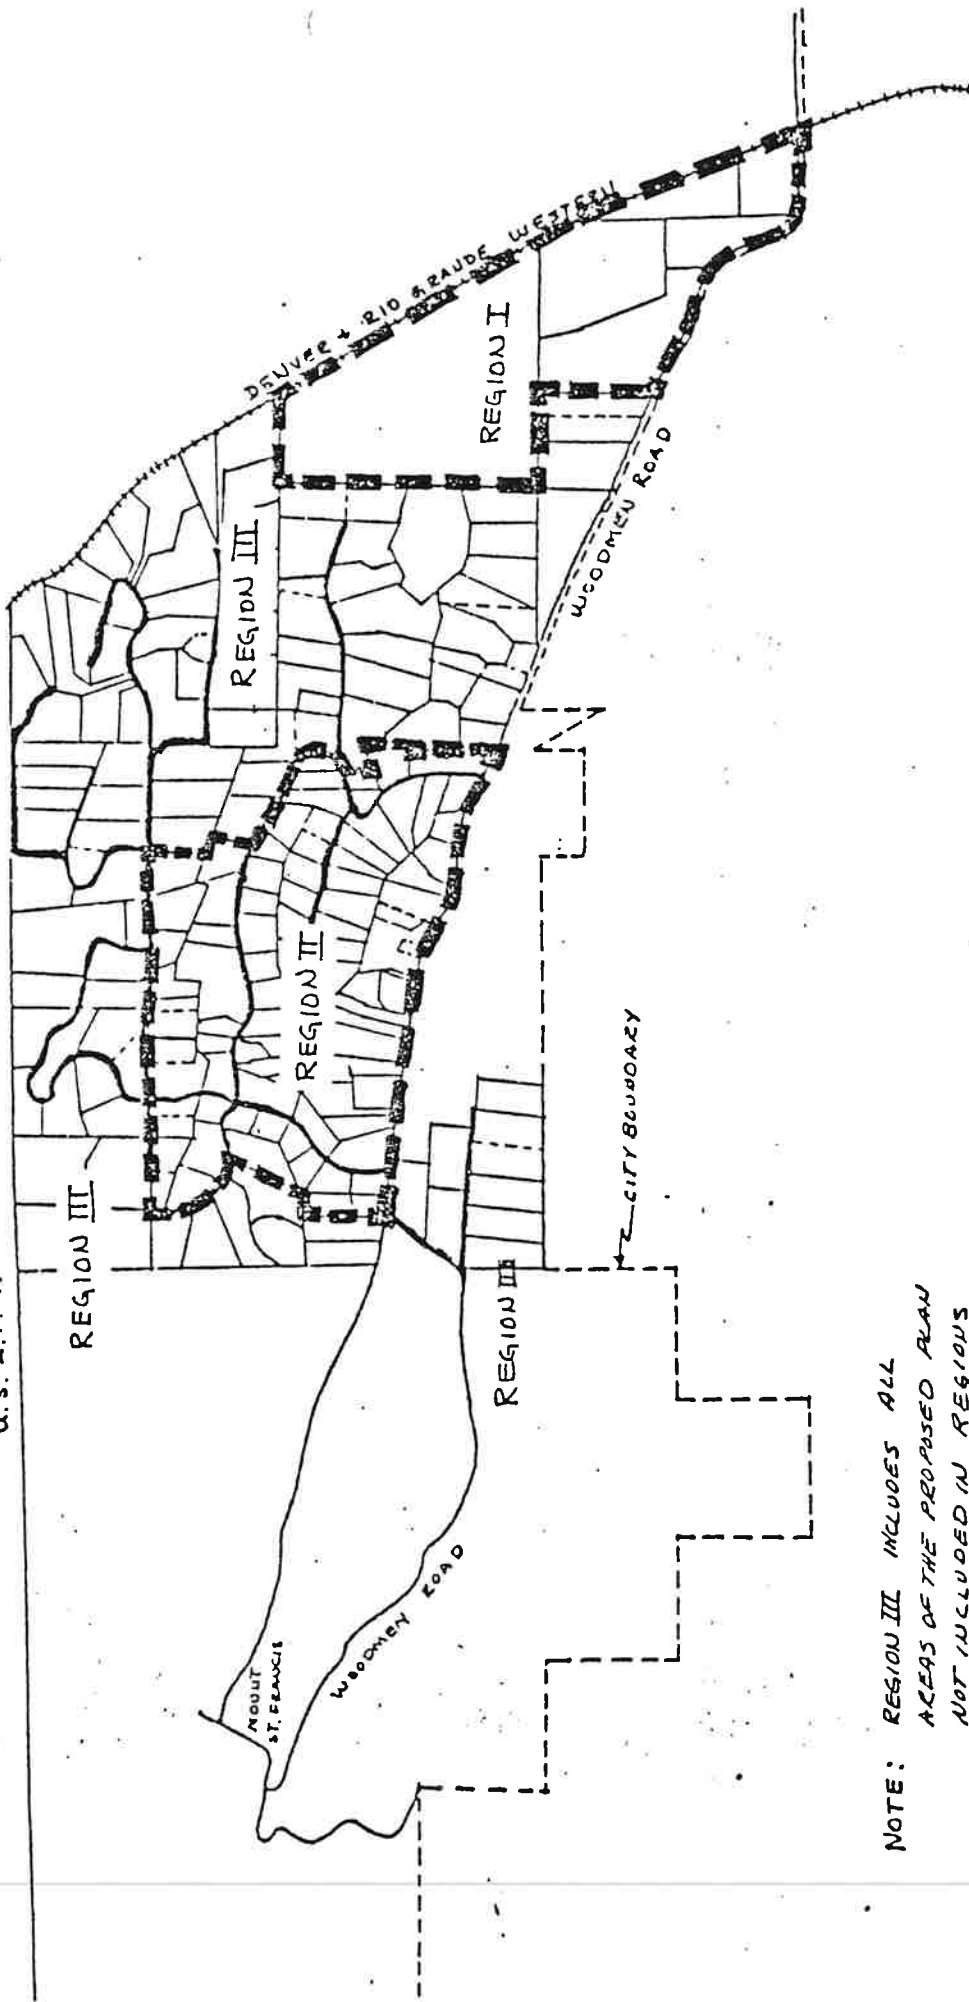 DENVER & RIO GRANDE WESTERN
REGION I
REGION III
WOODMEN ROAD
REGION II
REGION III
CITY BOUNDARY
REGION III
MOUNT
ST. FRANCIS
WOODMEN ROAD
NOTE: REGION III INCLUDES ALL
AREAS OF THE PROPOSED PLAN
NOT INCLUDED IN REGIONS